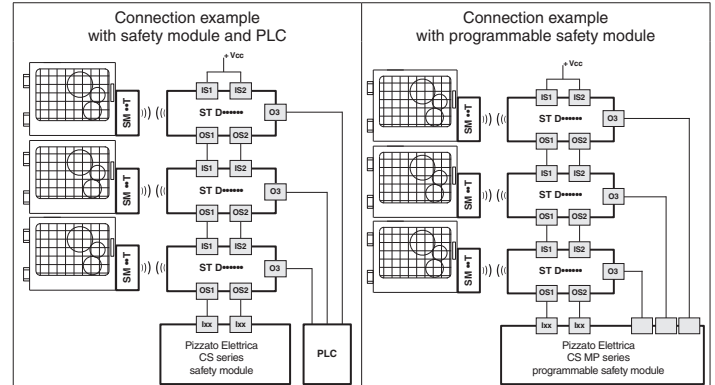 Connection example
with safety module and PLC
+ Vcc
IS1 IS2
SM ••T
ST D••••••
O3
OS1 OS2
IS1 IS2
SM ••T
ST D••••••
O3
OS1 OS2
IS1 IS2
SM ••T
ST D••••••
O3
OS1 OS2
Ixx Ixx
Pizzato Elettrica
CS series
safety module
PLC
Connection example
with programmable safety module
+ Vcc
IS1 IS2
SM ••T
ST D••••••
O3
OS1 OS2
IS1 IS2
SM ••T
ST D••••••
O3
OS1 OS2
IS1 IS2
SM ••T
ST D••••••
O3
OS1 OS2
Ixx Ixx
Pizzato Elettrica
CS MP series
programmable safety module